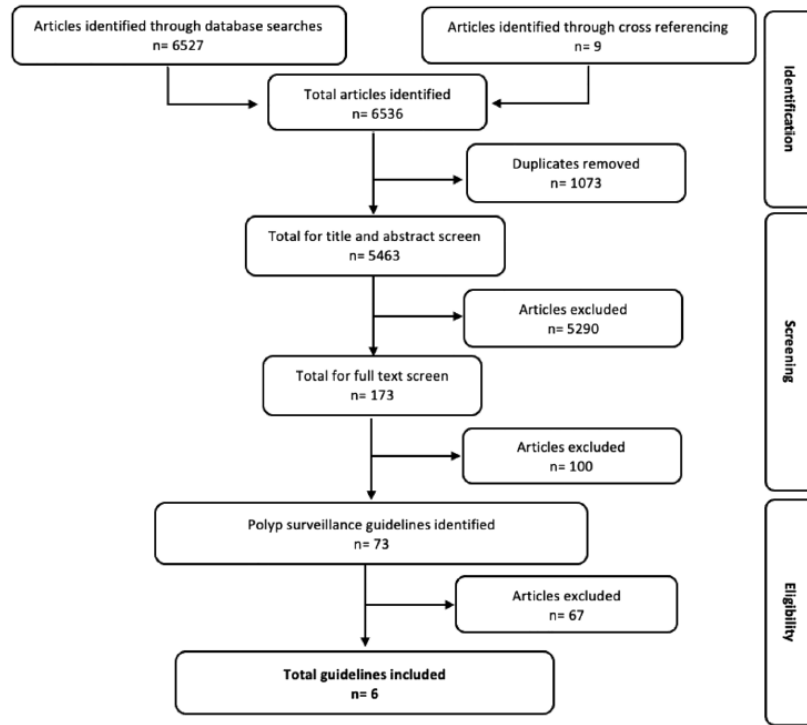 Articles identified through database searches
n= 6527
Articles identified through cross referencing
n= 9
Total articles identified
n= 6536
Duplicates removed
n= 1073
Identification
Total for title and abstract screen
n= 5463
Articles excluded
n= 5290
Total for full text screen
n= 173
Articles excluded
n= 100
Screening
Polyp surveillance guidelines identified
n= 73
Articles excluded
n= 67
Total guidelines included
n= 6
Eligibility